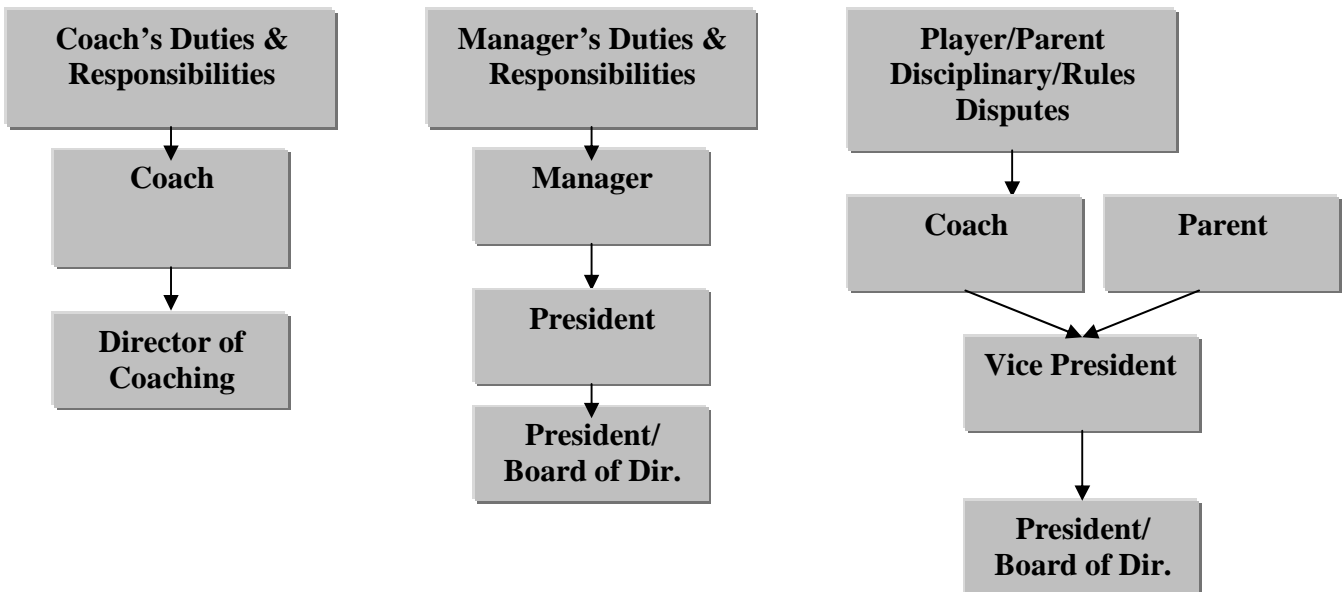 Coach’s Duties &
Responsibilities
Coach
Director of
Coaching
Manager’s Duties &
Responsibilities
Manager
President
President/
Board of Dir.
Player/Parent
Disciplinary/Rules
Disputes
Coach
Parent
Vice President
President/
Board of Dir.